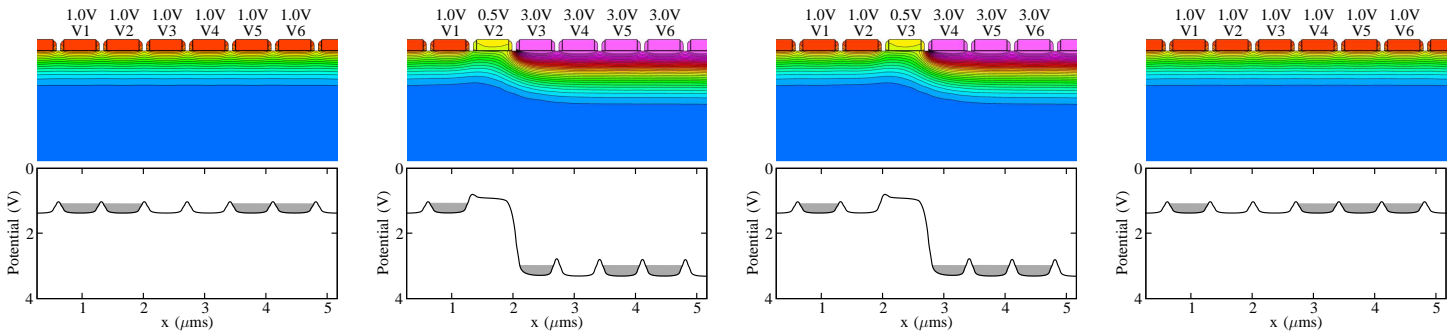 1.0V 1.0V 1.0V 1.0V 1.0V 1.0V
V1 V2 V3 V4 V5 V6
0
2
4
Potential (V)
1 2 3 4 5
x (μms)
1.0V 0.5V 3.0V 3.0V 3.0V 3.0V
V1 V2 V3 V4 V5 V6
0
2
4
Potential (V)
1 2 3 4 5
x (μms)
1.0V 1.0V 0.5V 3.0V 3.0V 3.0V
V1 V2 V3 V4 V5 V6
0
2
4
Potential (V)
1 2 3 4 5
x (μms)
1.0V 1.0V 1.0V 1.0V 1.0V 1.0V
V1 V2 V3 V4 V5 V6
0
2
4
Potential (V)
1 2 3 4 5
x (μms)